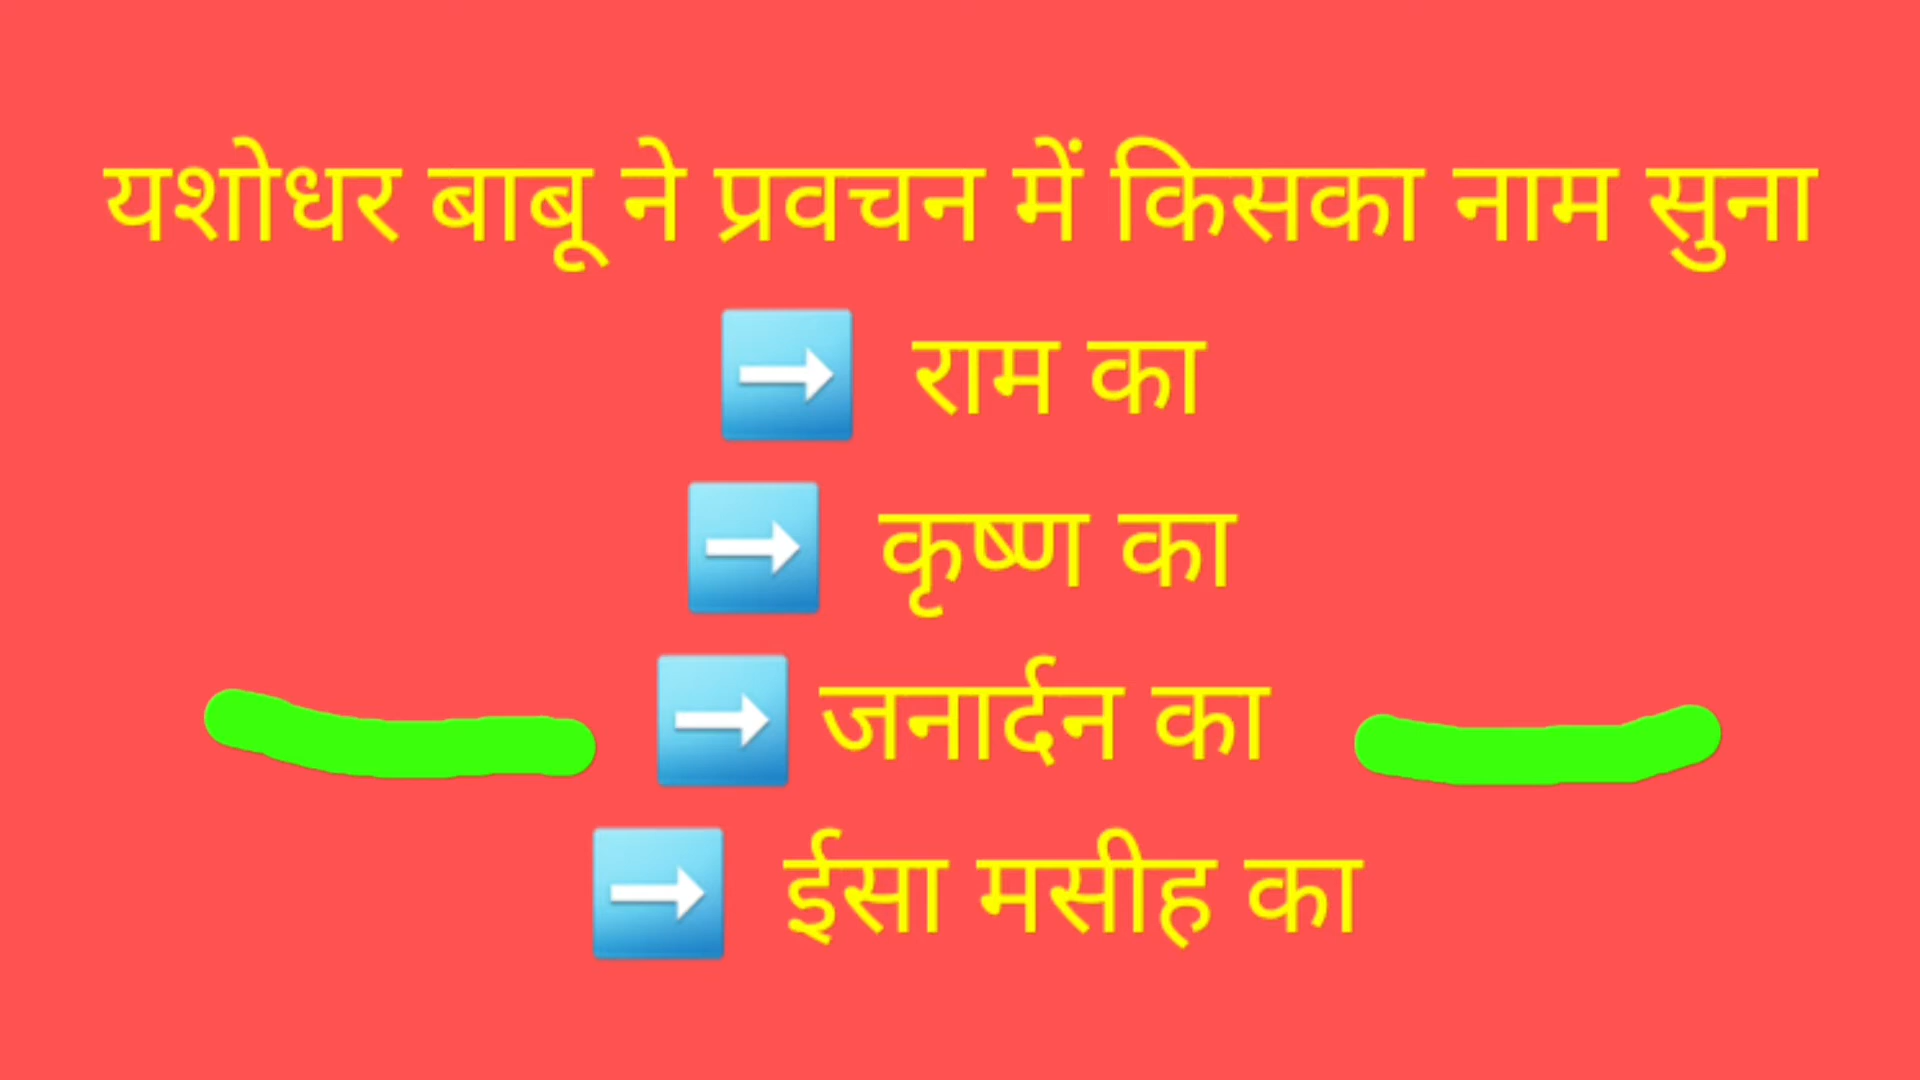 यशोधर बाबू ने प्रवचन में किसका नाम सुना
➡️ राम का
➡️ कृष्ण का
➡️ जनार्दन का
➡️ ईसा मसीह का